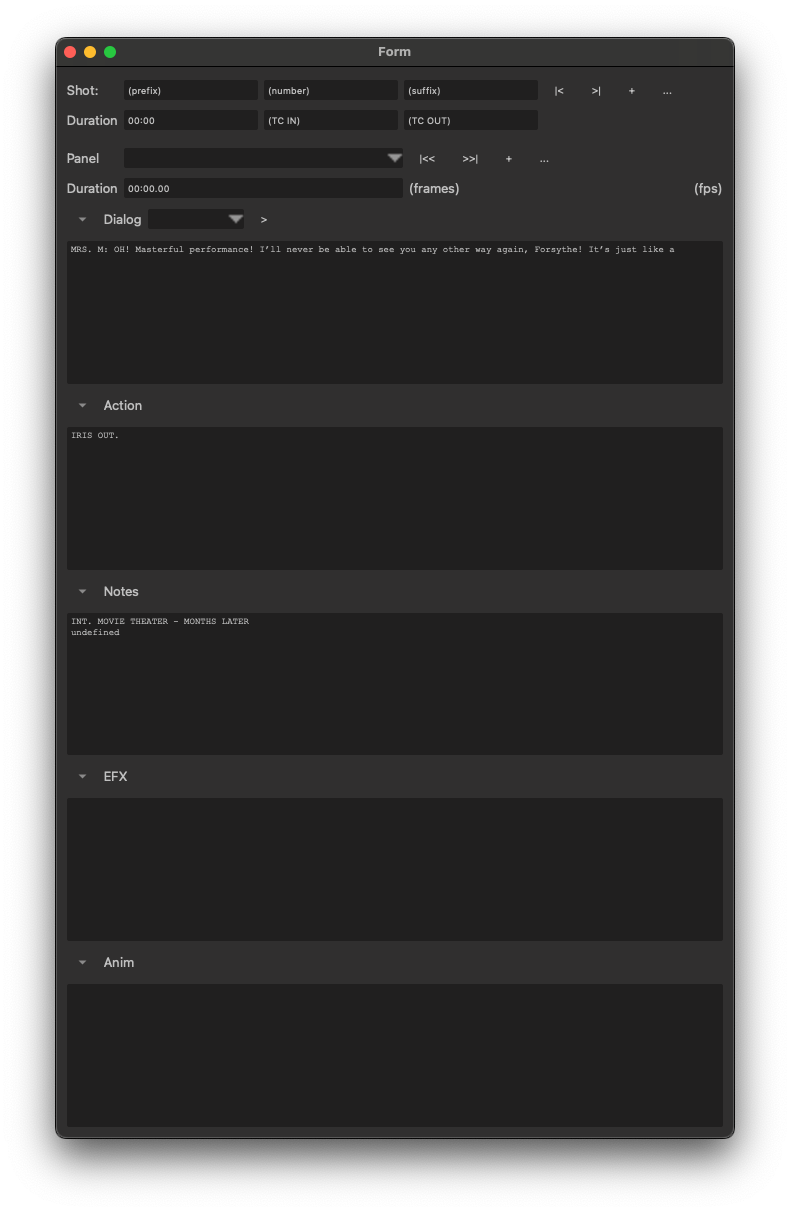 Form
Shot: (prefix) (number) (suffix) |< >| + ...
Duration 00:00 (TC IN) (TC OUT)
Panel |<< >>| + ...
Duration 00:00.00 (frames) (fps)
Dialog >
MRS. M: OH! Masterful performance! I’ll never be able to see you any other way again, Forsythe! It’s just like a
Action
IRIS OUT.
Notes
INT. MOVIE THEATER – MONTHS LATER
undefined
EFX
Anim